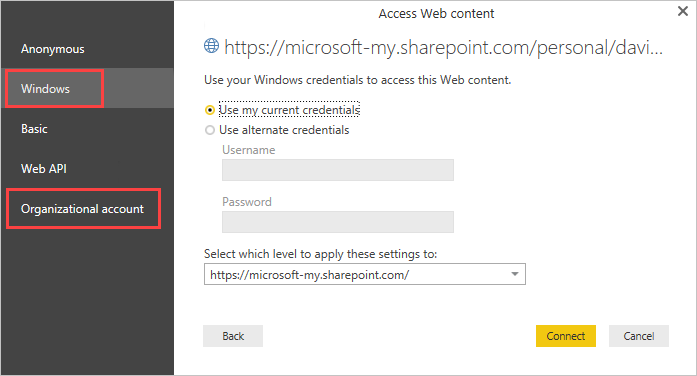 Access Web content
Anonymous
Windows
Basic
Web API
Organizational account
https://microsoft-my.sharepoint.com/personal/davi...
Use your Windows credentials to access this Web content.
Use my current credentials
Use alternate credentials
Username
Password
Select which level to apply these settings to:
https://microsoft-my.sharepoint.com/
Back
Connect
Cancel